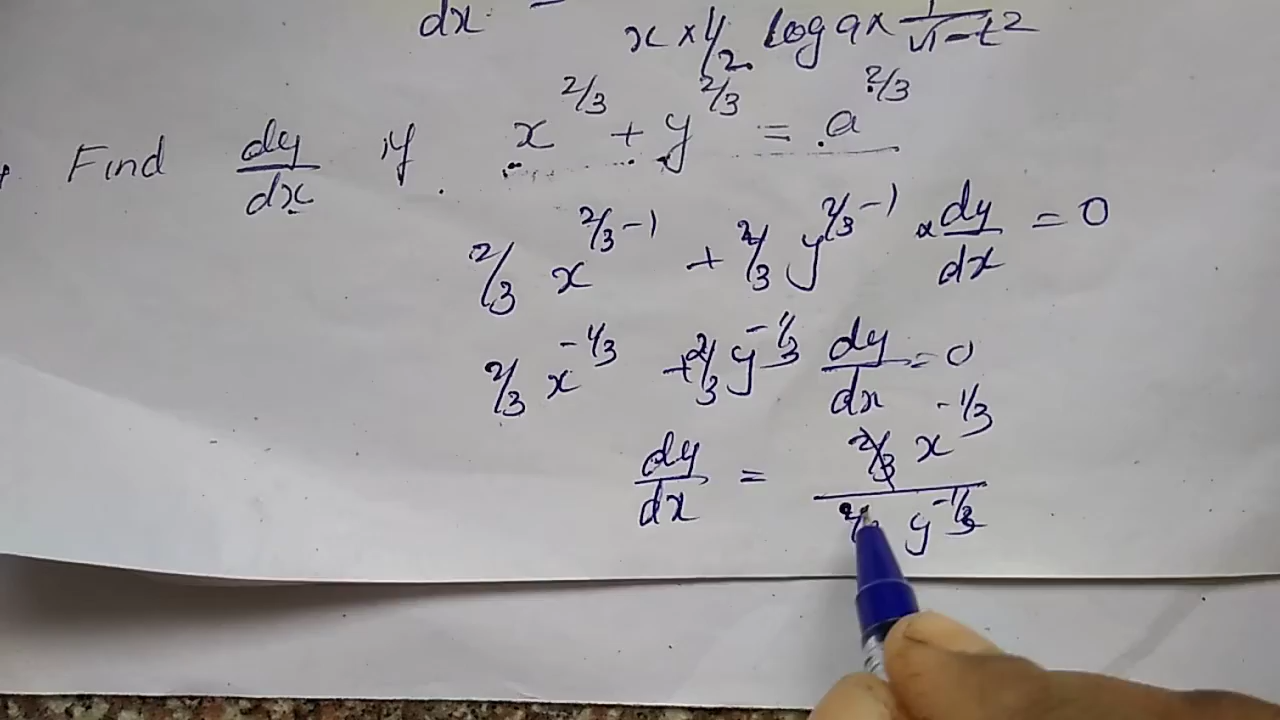 dx =
x × 1/2 log a × 1/√1-t2
Find dy/dx if x^2/3 + y^2/3 = a^2/3
2/3 x^2/3-1 + 2/3 y^2/3-1 × dy/dx = 0
2/3 x^-1/3 + 2/3 y^-1/3 dy/dx = 0
dy/dx = 2/3 x^-1/3 / 2/3 y^-1/3